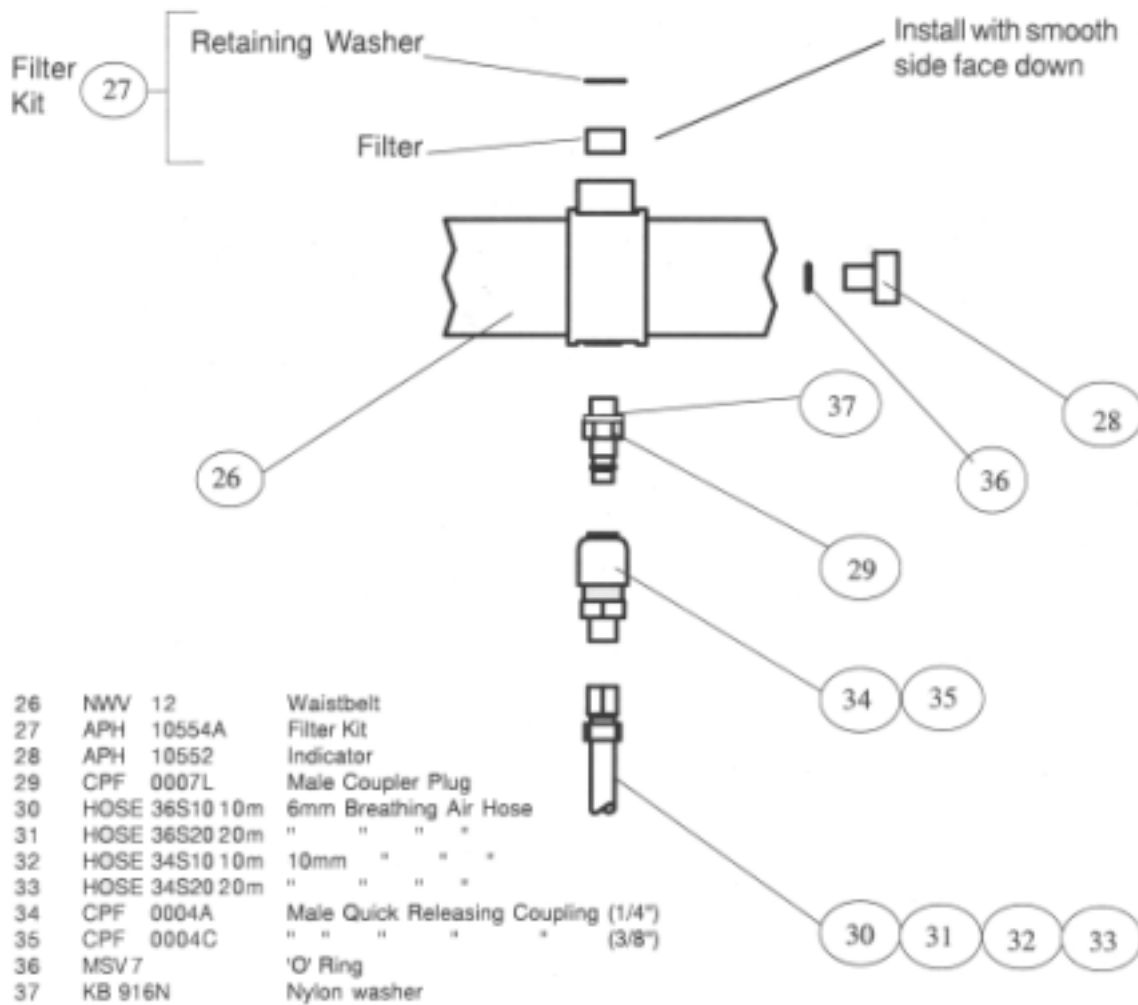 Filter
Kit
27
Retaining Washer
Filter
Install with smooth
side face down
37
28
26
36
29
34
35
30
31
32
33
26 NWV 12 Waistbelt
27 APH 10554A Filter Kit
28 APH 10552 Indicator
29 CPF 0007L Male Coupler Plug
30 HOSE 36S10 10m 6mm Breathing Air Hose
31 HOSE 36S20 20m " " " "
32 HOSE 34S10 10m 10mm " " "
33 HOSE 34S20 20m " " " "
34 CPF 0004A Male Quick Releasing Coupling (1/4")
35 CPF 0004C " " " " " (3/8")
36 MSV 7 'O' Ring
37 KB 916N Nylon washer